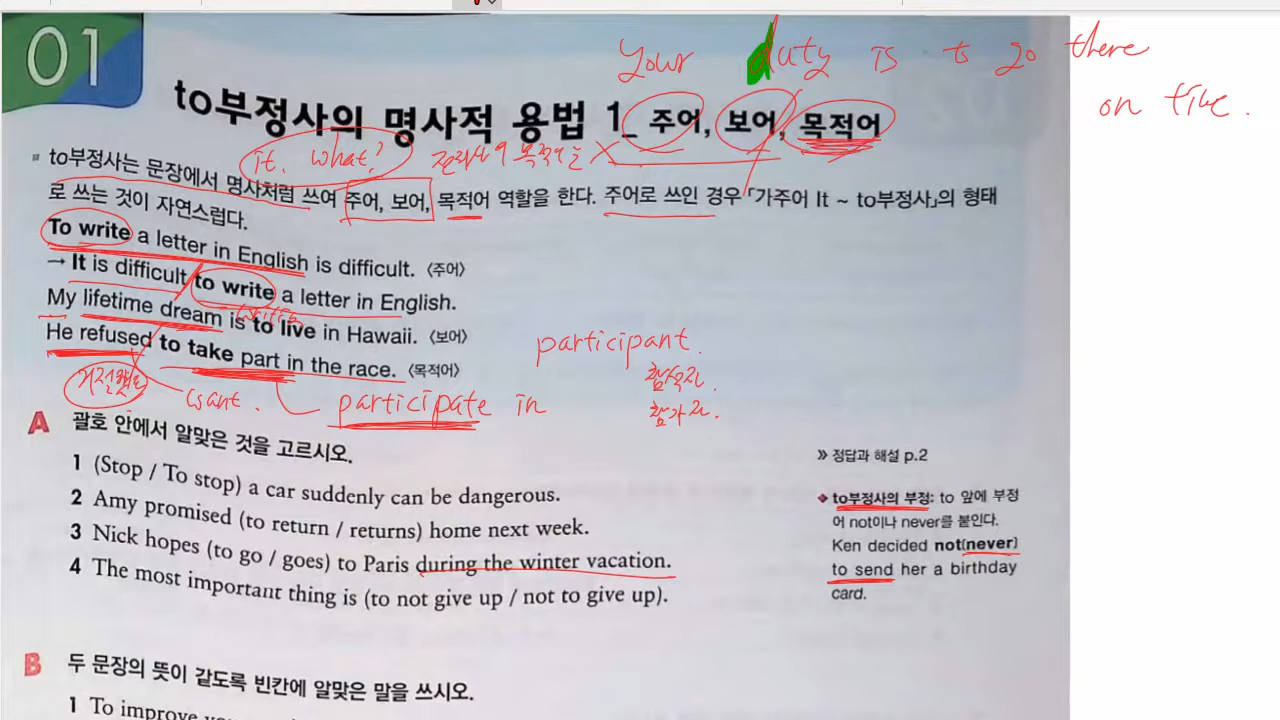 01
Your duty is to go there
on time.
to부정사의 명사적 용법 1_ 주어, 보어, 목적어
it. what? 전치사의 목적어는 X
to부정사는 문장에서 명사처럼 쓰여 주어, 보어, 목적어 역할을 한다. 주어로 쓰인 경우 「가주어 It ~ to부정사」의 형태
로 쓰는 것이 자연스럽다.
To write a letter in English is difficult. 〈주어〉
→ It is difficult to write a letter in English.
written
My lifetime dream is to live in Hawaii. 〈보어〉
He refused to take part in the race. 〈목적어〉
participant.
참석자.
참가자.
거절했다
want.
participate in
A 괄호 안에서 알맞은 것을 고르시오.
1 (Stop / To stop) a car suddenly can be dangerous.
2 Amy promised (to return / returns) home next week.
3 Nick hopes (to go / goes) to Paris during the winter vacation.
4 The most important thing is (to not give up / not to give up).
» 정답과 해설 p.2
❖ to부정사의 부정: to 앞에 부정
어 not이나 never를 붙인다.
Ken decided not(never)
to send her a birthday
card.
B 두 문장의 뜻이 같도록 빈칸에 알맞은 말을 쓰시오.
1 To improve